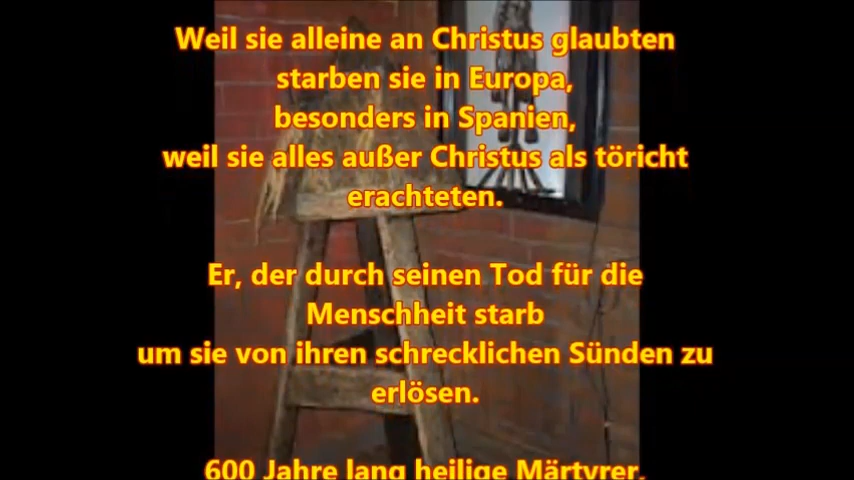 Weil sie alleine an Christus glaubten
starben sie in Europa,
besonders in Spanien,
weil sie alles außer Christus als töricht
erachteten.
Er, der durch seinen Tod für die
Menschheit starb
um sie von ihren schrecklichen Sünden zu
erlösen.
600 Jahre lang heilige Märtyrer,